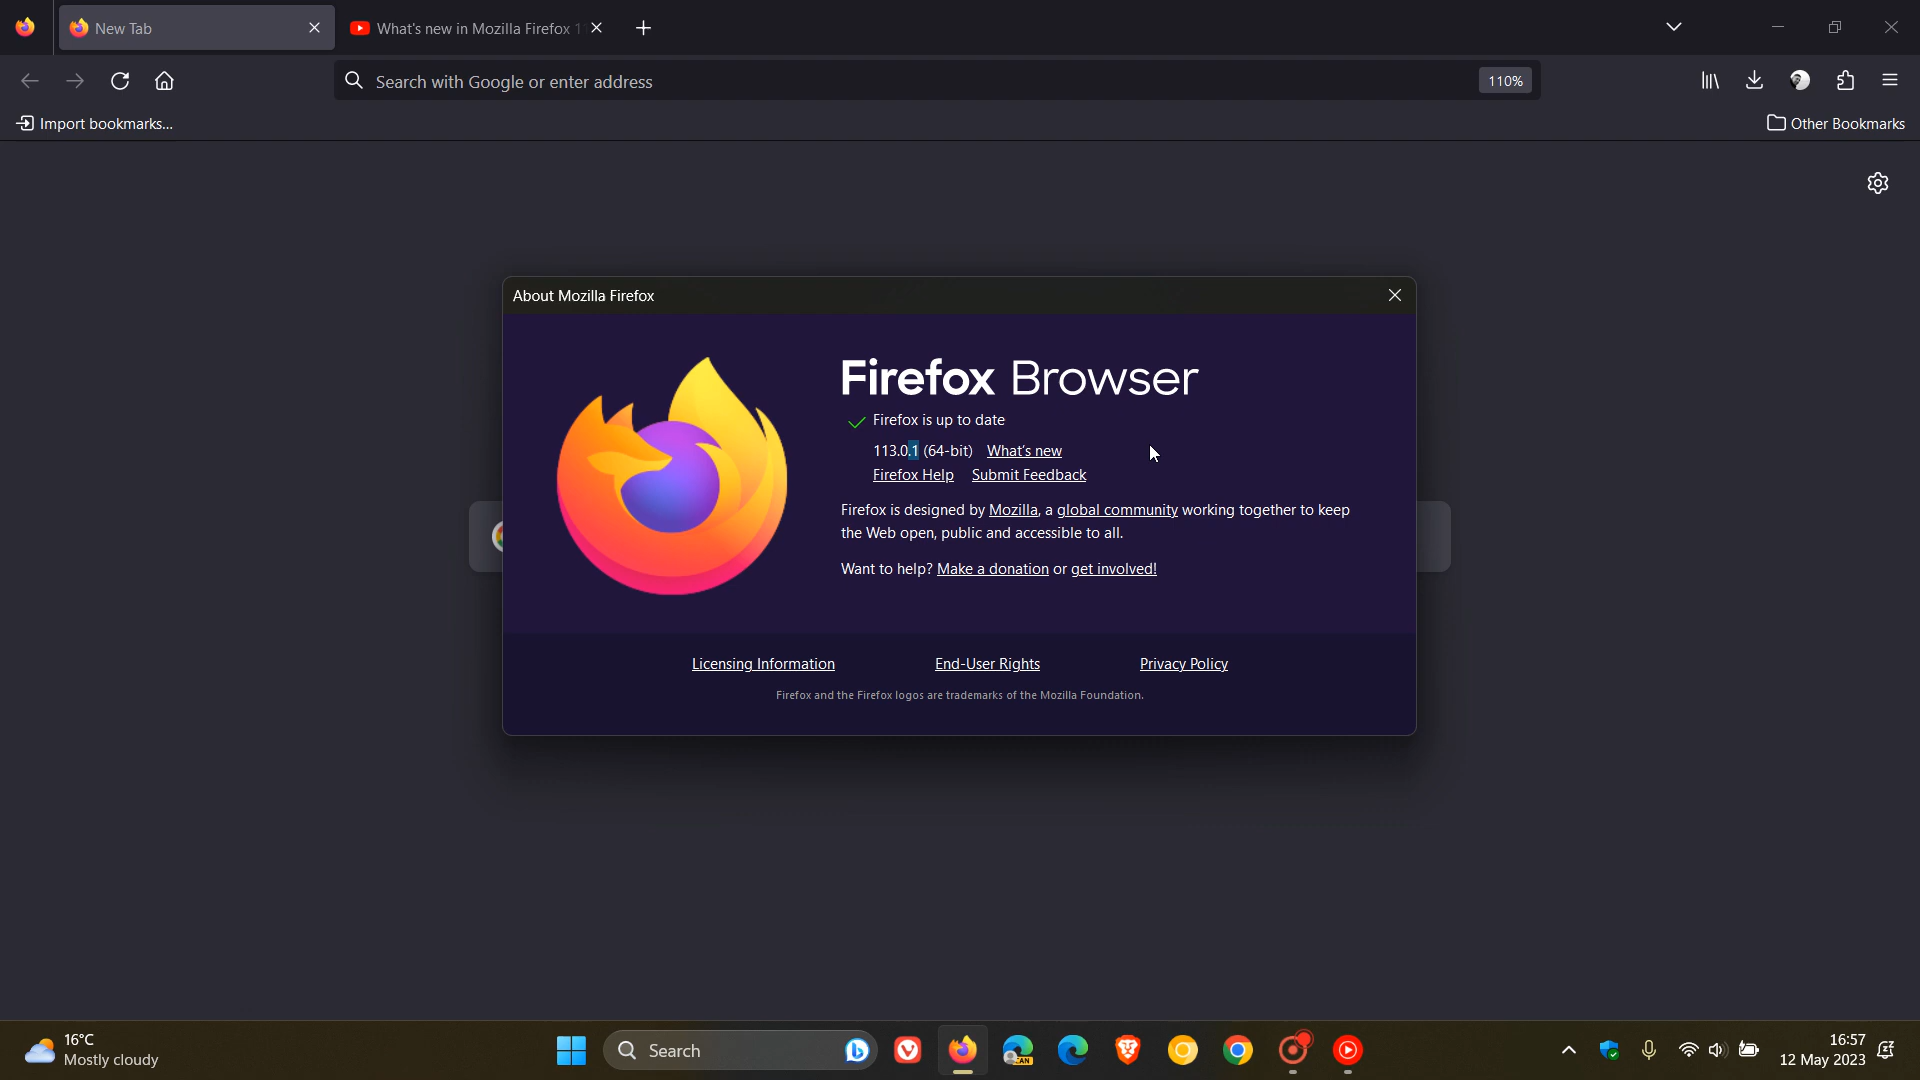 New Tab
What's new in Mozilla Firefox 11
Search with Google or enter address
110%
Import bookmarks...
Other Bookmarks
About Mozilla Firefox
Firefox Browser
Firefox is up to date
113.0.1 (64-bit) What's new
Firefox Help Submit Feedback
Firefox is designed by Mozilla, a global community working together to keep
the Web open, public and accessible to all.
Want to help? Make a donation or get involved!
Licensing Information End-User Rights Privacy Policy
Firefox and the Firefox logos are trademarks of the Mozilla Foundation.
16°C
Mostly cloudy
Search
CAN
16:57
12 May 2023